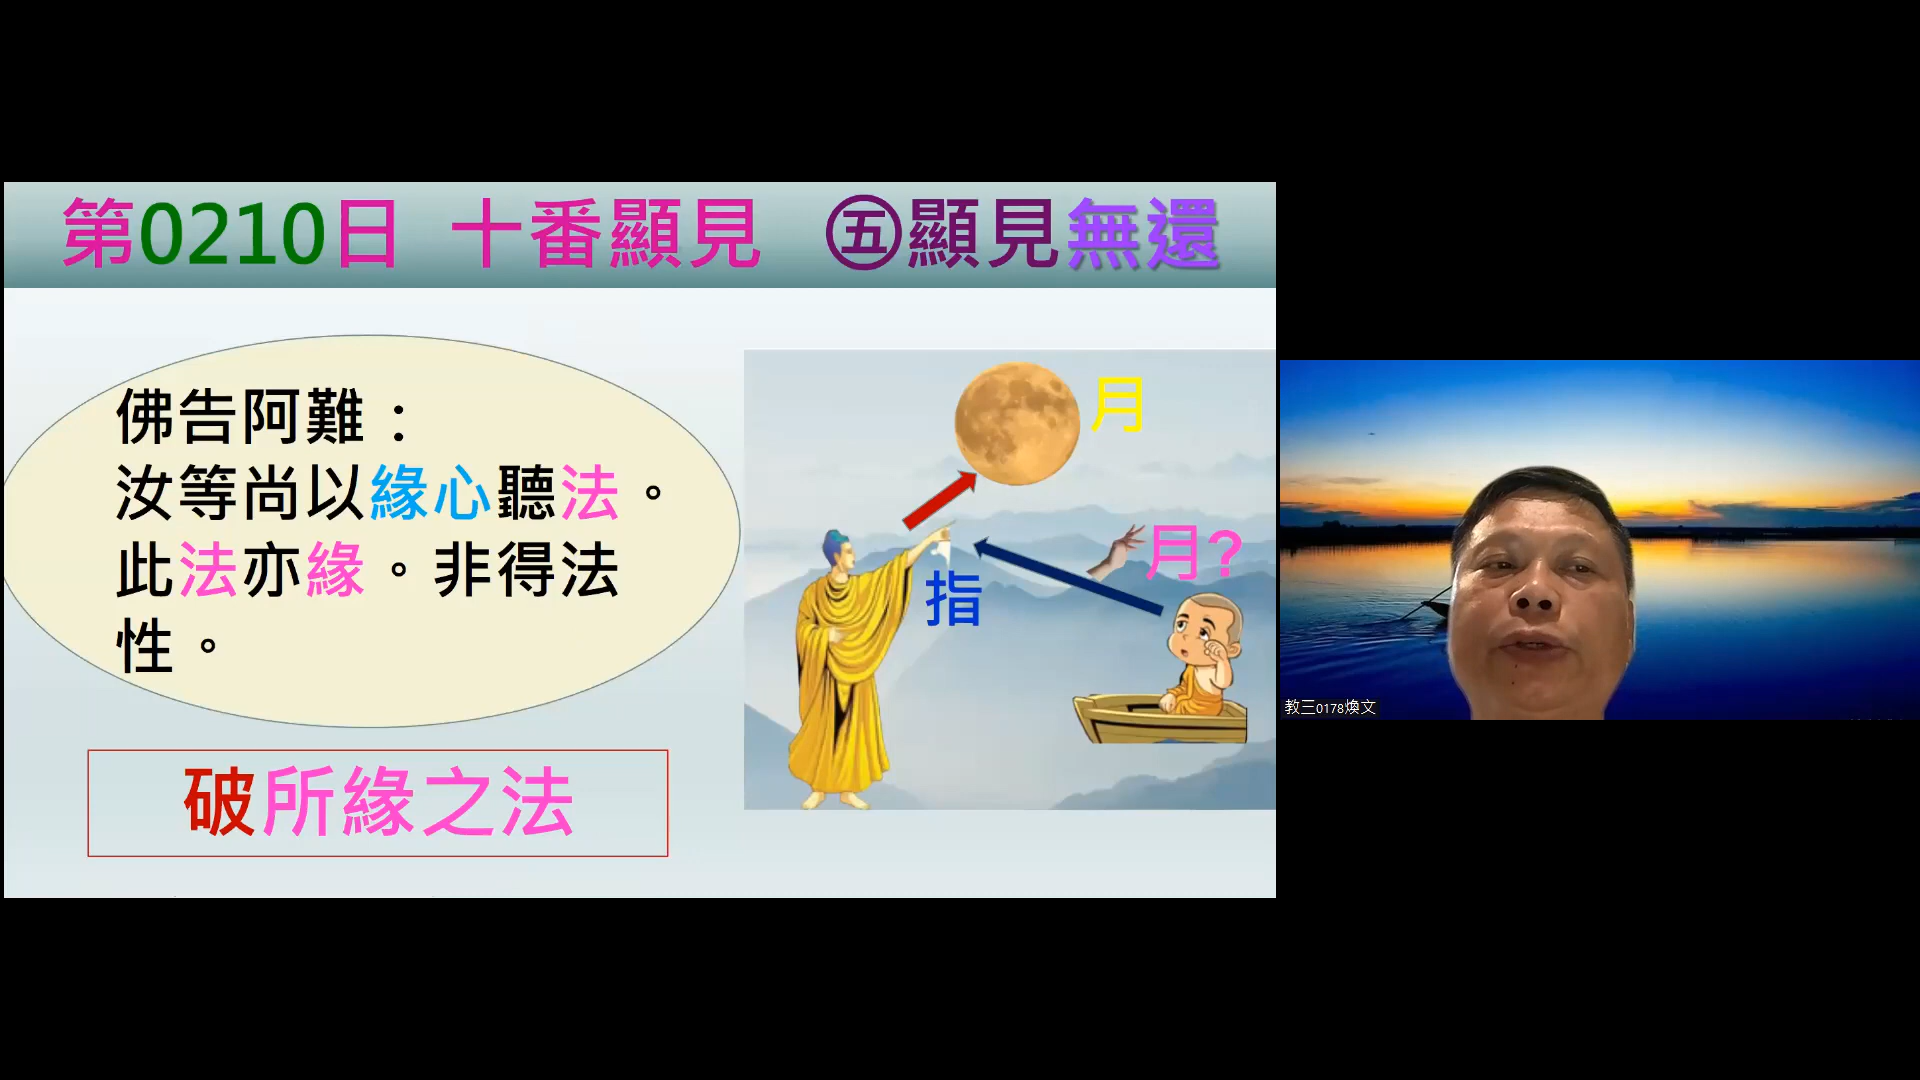 第0210日 十番顯見 ㊄顯見無還
佛告阿難：
汝等尚以緣心聽法。
此法亦緣。非得法
性。
破所緣之法
月
月?
指
教三0178煥文